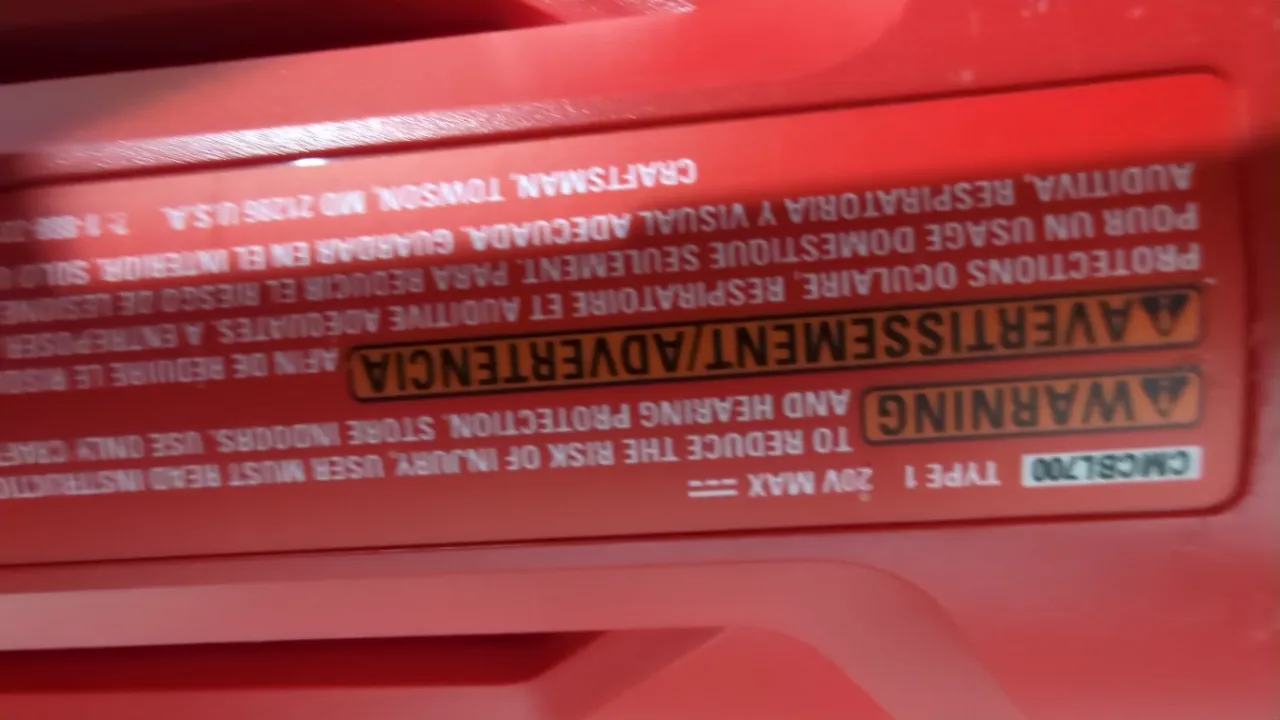 CMCBL700 TYPE 1 20V MAX
WARNING TO REDUCE THE RISK OF INJURY, USER MUST READ
AND HEARING PROTECTION. STORE INDOORS. USE ONLY
AVERTISSEMENT/ADVERTENCIA AFIN DE RÉDUIRE LE
PROTECTIONS OCULAIRE, RESPIRATOIRE ET AUDITIVE ADÉQUATES. À ENTREPOSER
POUR UN USAGE DOMESTIQUE SEULEMENT. PARA REDUCIR EL RIESGO DE
AUDITIVA, RESPIRATORIA Y VISUAL ADECUADA. GUARDAR EN EL INTERIOR. SOLO
CRAFTSMAN, TOWSON, MD 21286 U.S.A.